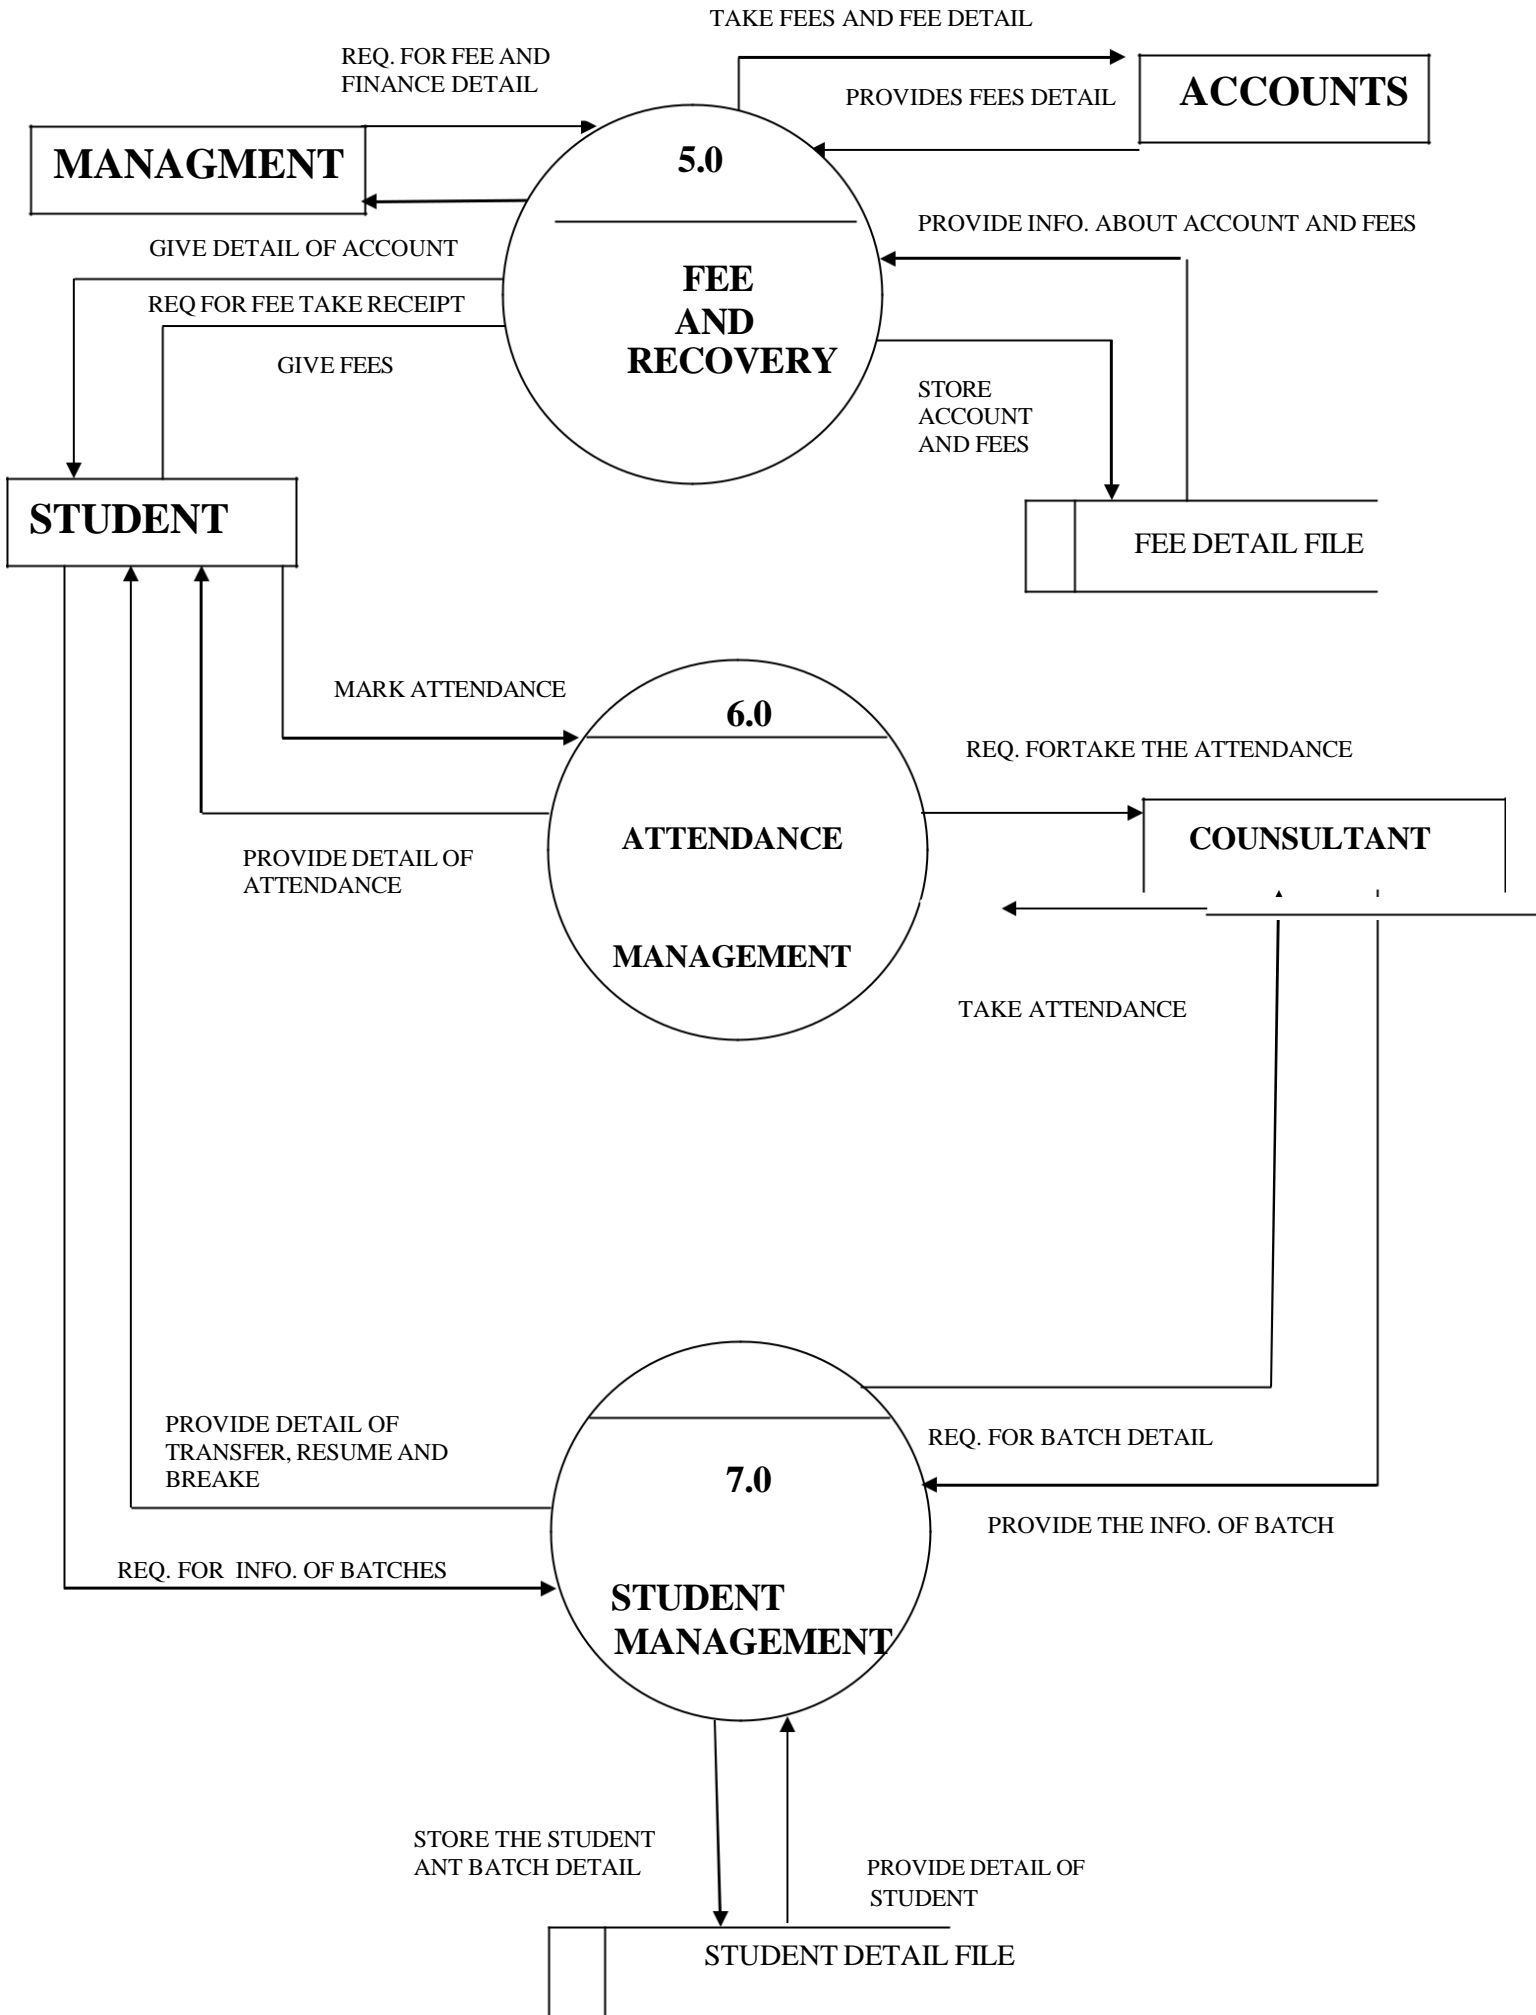 TAKE FEES AND FEE DETAIL
REQ. FOR FEE AND
FINANCE DETAIL
ACCOUNTS
PROVIDES FEES DETAIL
MANAGMENT
5.0
PROVIDE INFO. ABOUT ACCOUNT AND FEES
GIVE DETAIL OF ACCOUNT
FEE
AND
RECOVERY
REQ FOR FEE TAKE RECEIPT
GIVE FEES
STORE
ACCOUNT
AND FEES
STUDENT
FEE DETAIL FILE
MARK ATTENDANCE
6.0
REQ. FORTAKE THE ATTENDANCE
ATTENDANCE
COUNSULTANT
PROVIDE DETAIL OF
ATTENDANCE
MANAGEMENT
TAKE ATTENDANCE
PROVIDE DETAIL OF
TRANSFER, RESUME AND
BREAKE
REQ. FOR BATCH DETAIL
7.0
PROVIDE THE INFO. OF BATCH
REQ. FOR INFO. OF BATCHES
STUDENT
MANAGEMENT
STORE THE STUDENT
ANT BATCH DETAIL
PROVIDE DETAIL OF
STUDENT
STUDENT DETAIL FILE